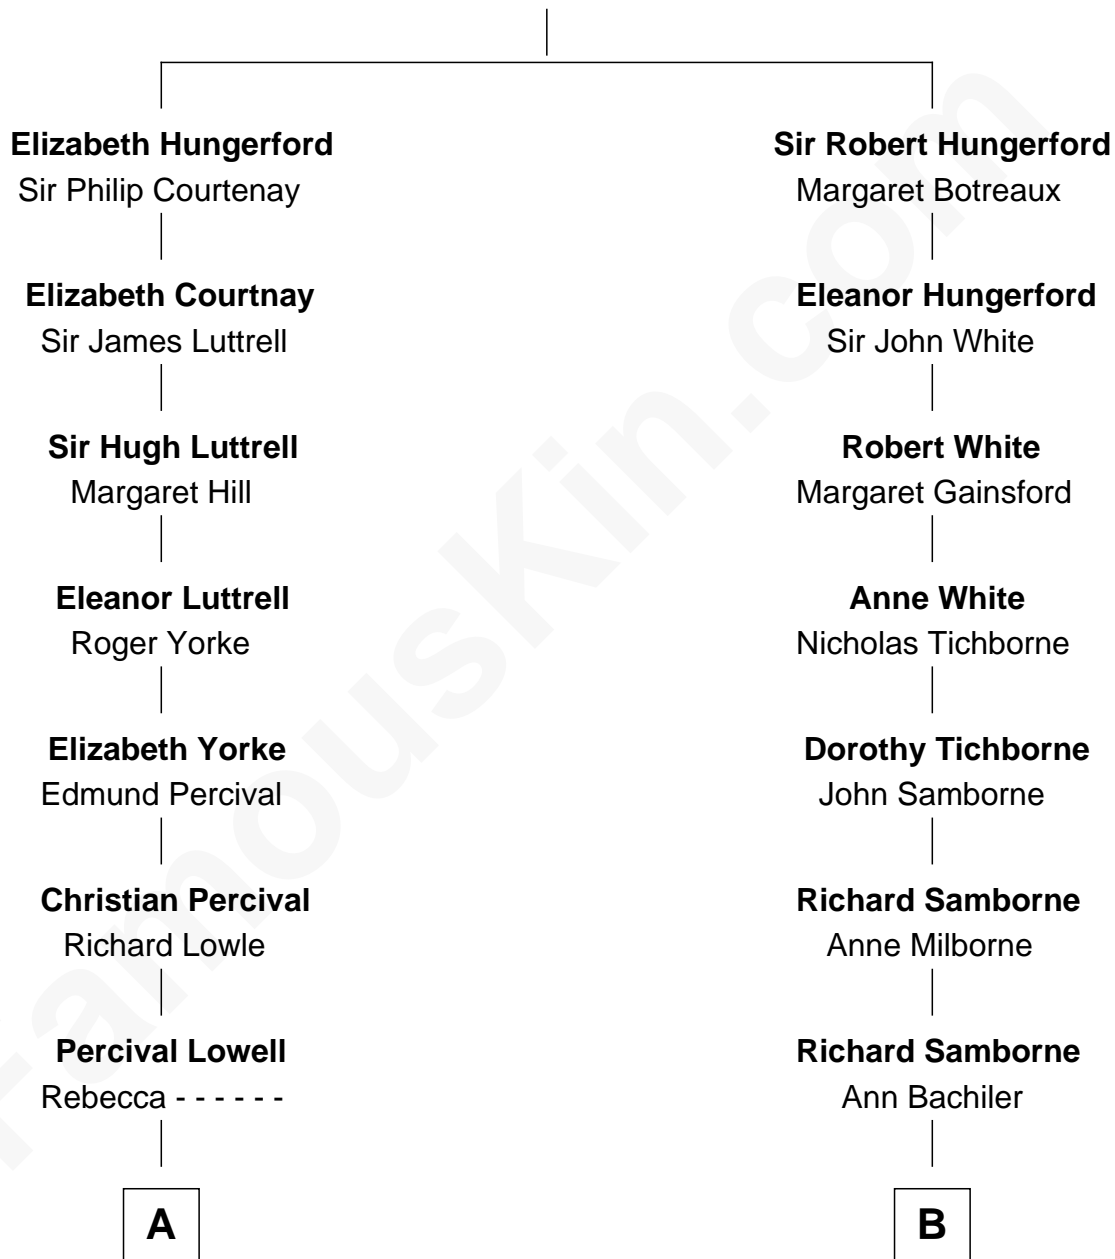 Elizabeth Hungerford
Sir Philip Courtenay
Elizabeth Courtnay
Sir James Luttrell
Sir Hugh Luttrell
Margaret Hill
Eleanor Luttrell
Roger Yorke
Elizabeth Yorke
Edmund Percival
Christian Percival
Richard Lowle
Percival Lowell
Rebecca - - - - - -
A
Sir Robert Hungerford
Margaret Botreaux
Eleanor Hungerford
Sir John White
Robert White
Margaret Gainsford
Anne White
Nicholas Tichborne
Dorothy Tichborne
John Samborne
Richard Samborne
Anne Milborne
Richard Samborne
Ann Bachiler
B
FamousKin.com